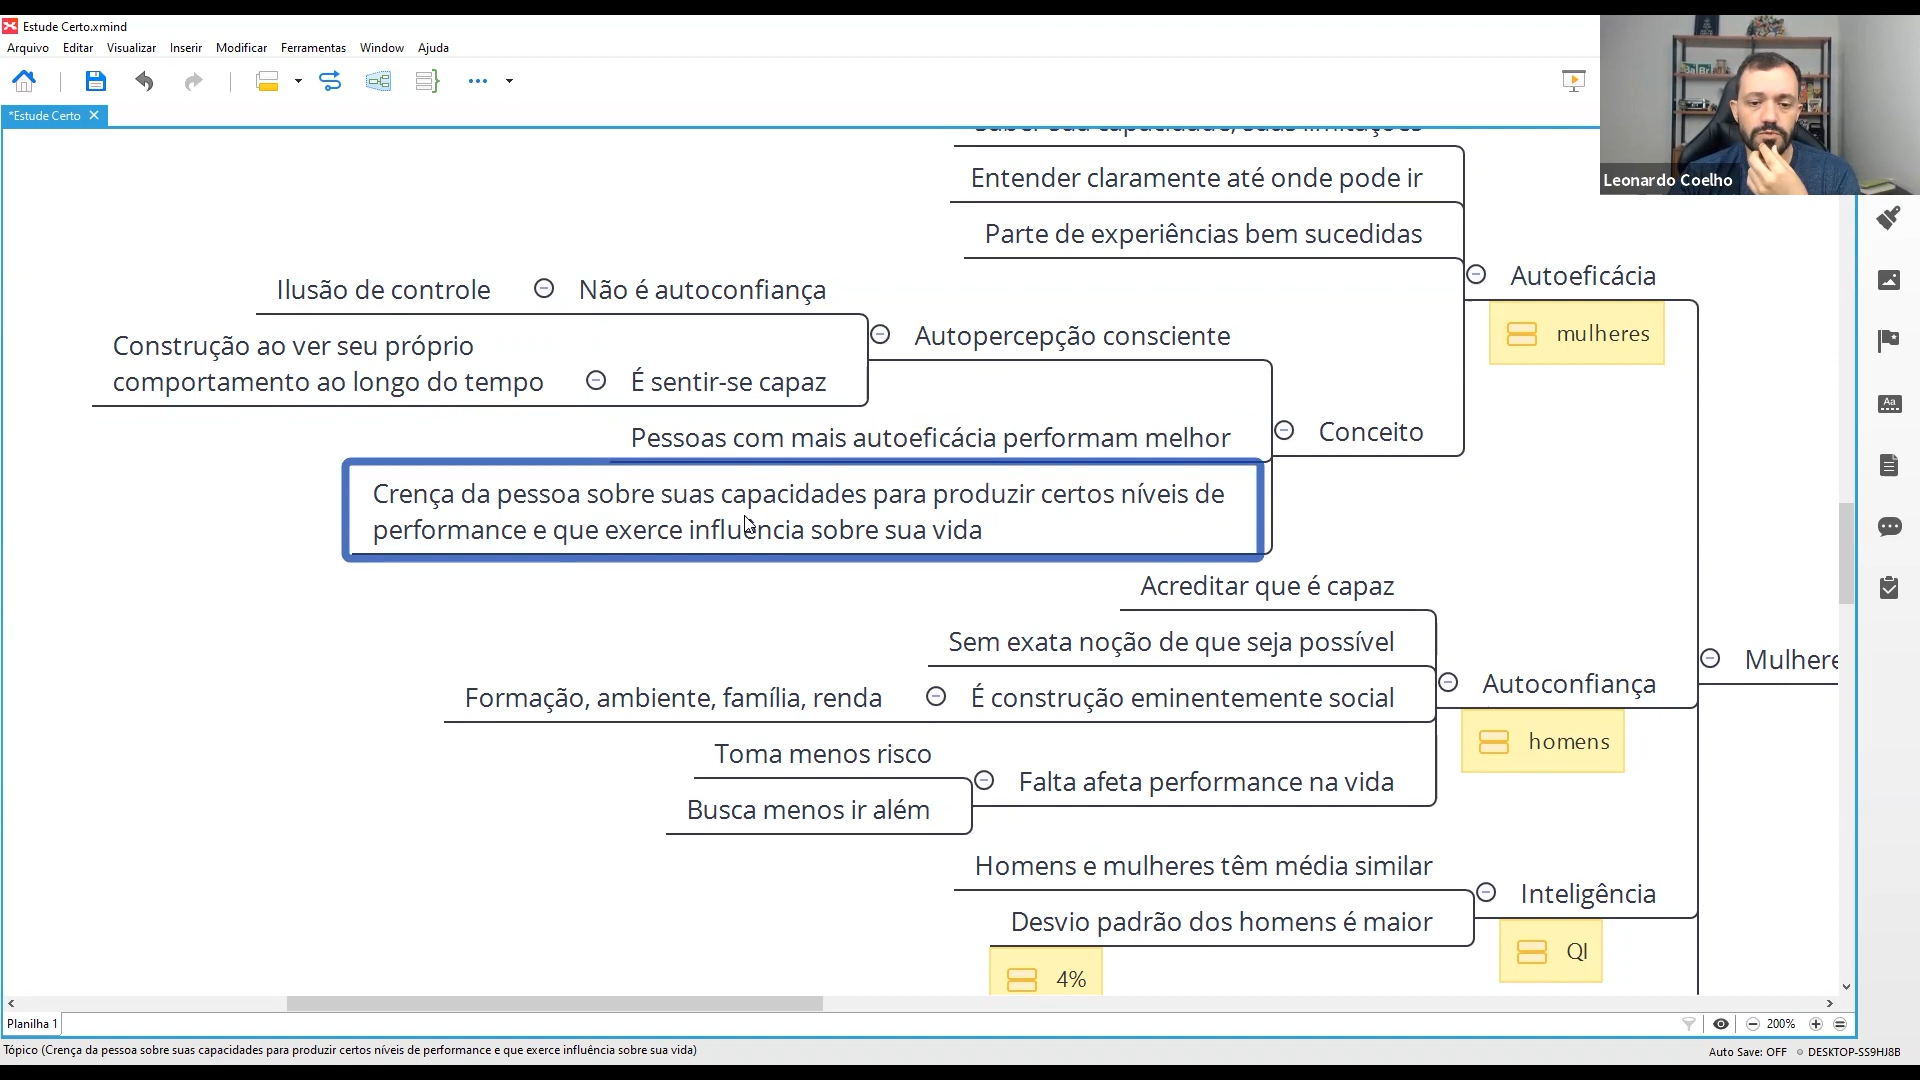 Estude Certo.xmind
Arquivo Editar Visualizar Inserir Modificar Ferramentas Window Ajuda
*Estude Certo
Leonardo Coelho
Saber sua capacidade, suas limitações
Entender claramente até onde pode ir
Parte de experiências bem sucedidas
Autoeficácia
mulheres
Ilusão de controle
Não é autoconfiança
Autopercepção consciente
Construção ao ver seu próprio
comportamento ao longo do tempo
É sentir-se capaz
Pessoas com mais autoeficácia performam melhor
Conceito
Crença da pessoa sobre suas capacidades para produzir certos níveis de
performance e que exerce influência sobre sua vida
Acreditar que é capaz
Sem exata noção de que seja possível
Formação, ambiente, família, renda
É construção eminentemente social
Autoconfiança
homens
Mulhere
Toma menos risco
Falta afeta performance na vida
Busca menos ir além
Homens e mulheres têm média similar
Inteligência
QI
Desvio padrão dos homens é maior
4%
Planilha 1
200%
Tópico (Crença da pessoa sobre suas capacidades para produzir certos níveis de performance e que exerce influência sobre sua vida)
Auto Save: OFF
DESKTOP-SS9HJ8B